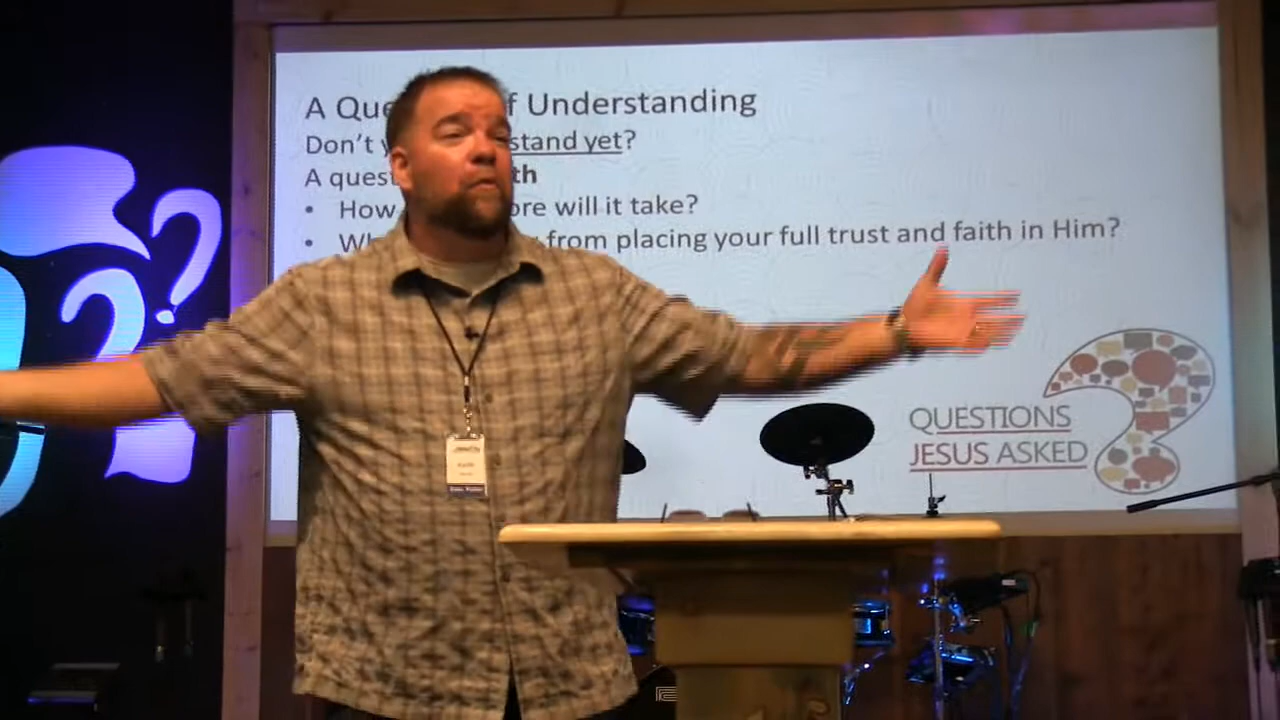 A Que f Understanding
Don't y stand yet?
A quest th
• How ore will it take?
• Wh from placing your full trust and faith in Him?
QUESTIONS
JESUS ASKED
? ?